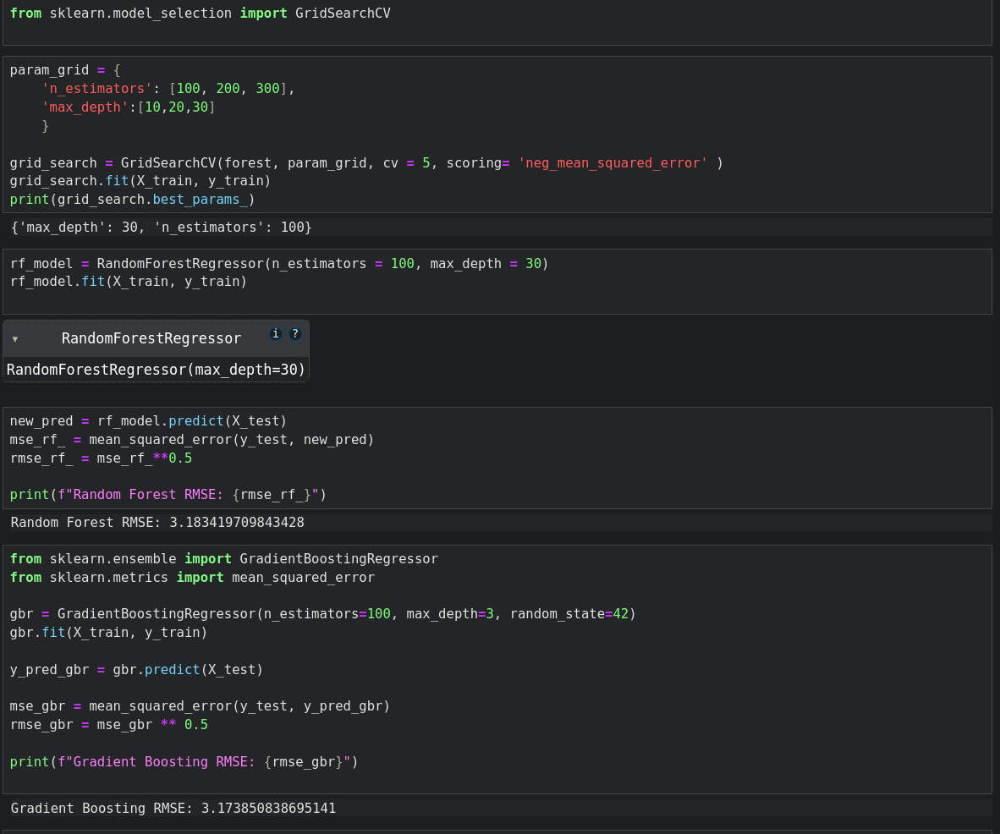 from sklearn.model_selection import GridSearchCV
param_grid = {
    'n_estimators': [100, 200, 300],
    'max_depth':[10,20,30]
    }
grid_search = GridSearchCV(forest, param_grid, cv = 5, scoring= 'neg_mean_squared_error' )
grid_search.fit(X_train, y_train)
print(grid_search.best_params_)
{'max_depth': 30, 'n_estimators': 100}
rf_model = RandomForestRegressor(n_estimators = 100, max_depth = 30)
rf_model.fit(X_train, y_train)
▾ RandomForestRegressor i ?
RandomForestRegressor(max_depth=30)
new_pred = rf_model.predict(X_test)
mse_rf_ = mean_squared_error(y_test, new_pred)
rmse_rf_ = mse_rf_**0.5
print(f"Random Forest RMSE: {rmse_rf_}")
Random Forest RMSE: 3.183419709843428
from sklearn.ensemble import GradientBoostingRegressor
from sklearn.metrics import mean_squared_error
gbr = GradientBoostingRegressor(n_estimators=100, max_depth=3, random_state=42)
gbr.fit(X_train, y_train)
y_pred_gbr = gbr.predict(X_test)
mse_gbr = mean_squared_error(y_test, y_pred_gbr)
rmse_gbr = mse_gbr ** 0.5
print(f"Gradient Boosting RMSE: {rmse_gbr}")
Gradient Boosting RMSE: 3.173850838695141